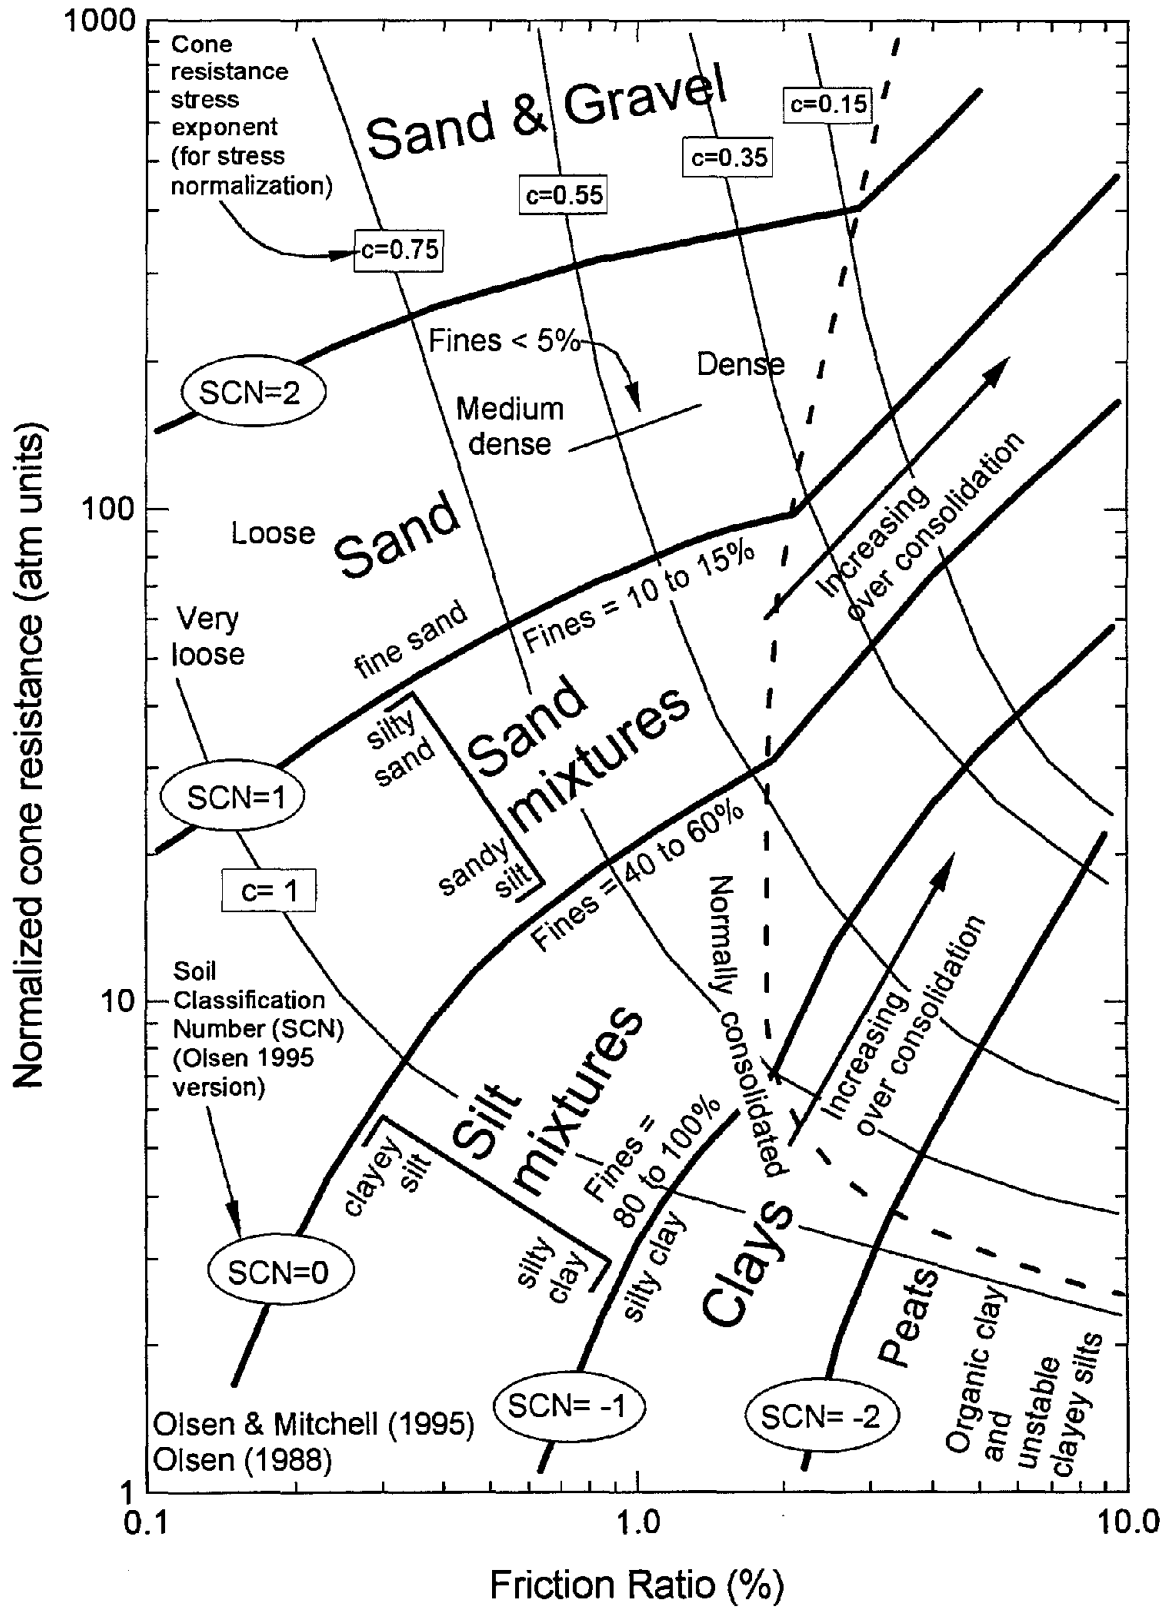 1000
Cone
resistance
stress
exponent
(for stress
normalization)
Sand & Gravel
c=0.15
c=0.35
c=0.55
c=0.75
Fines < 5%
Dense
SCN=2
Medium
dense
100
Loose
Sand
Increasing
over consolidation
Fines = 10 to 15%
fine sand
Very
loose
silty
sand
Sand
mixtures
SCN=1
sandy
silt
Fines = 40 to 60%
c= 1
Normally consolidated
Soil
Classification
Number (SCN)
(Olsen 1995
version)
10
Increasing
over consolidation
Silt
mixtures
clayey
silt
Fines =
80 to 100%
silty
clay
silty clay
Clays
SCN=0
Peats
Organic clay
and
unstable
clayey silts
SCN= -1
SCN= -2
Olsen & Mitchell (1995)
Olsen (1988)
1
0.1
1.0
10.0
Friction Ratio (%)
Normalized cone resistance (atm units)